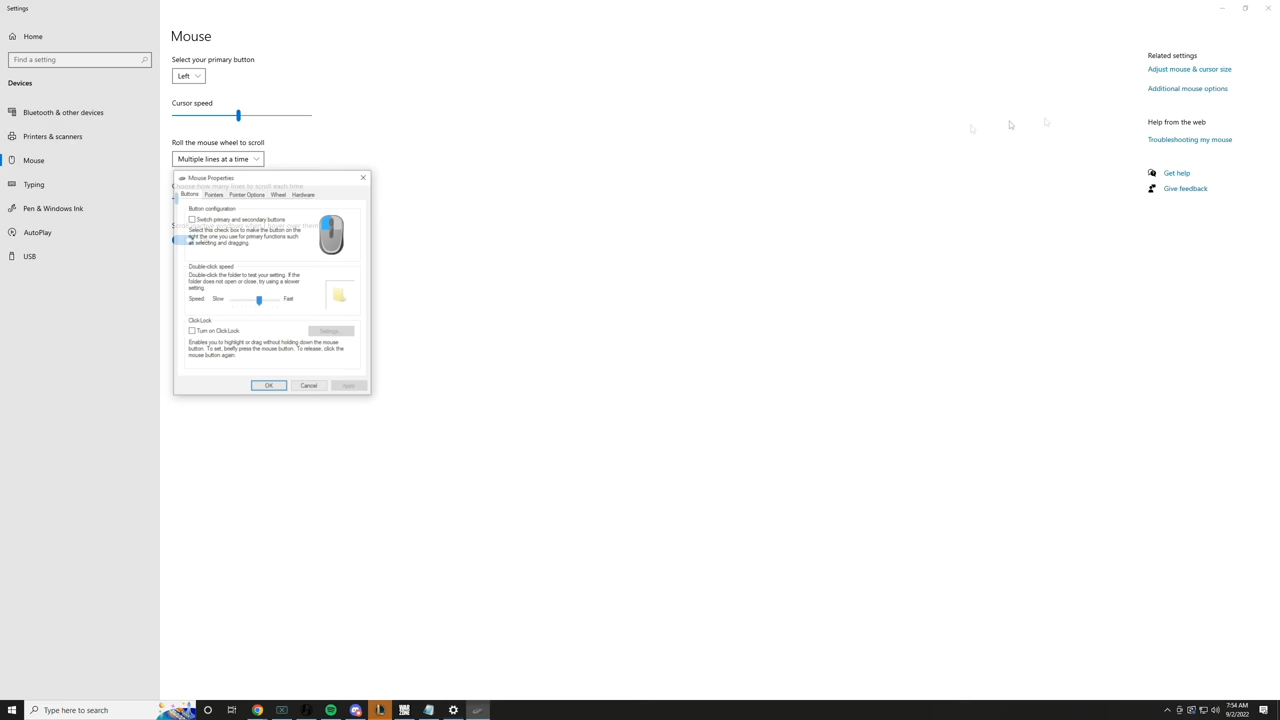 Settings
Home
Find a setting
Devices
Bluetooth & other devices
Printers & scanners
Mouse
Typing
Pen & Windows Ink
AutoPlay
USB
Mouse
Select your primary button
Left
Cursor speed
Roll the mouse wheel to scroll
Multiple lines at a time
Choose how many lines to scroll each time
Mouse Properties
Buttons
Pointers
Pointer Options
Wheel
Hardware
Button configuration
Switch primary and secondary buttons
Select this check box to make the button on the
right the one you use for primary functions such
as selecting and dragging.
Double-click speed
Double-click the folder to test your setting. If the
folder does not open or close, try using a slower
setting.
Speed: Slow Fast
ClickLock
Turn on ClickLock
Settings...
Enables you to highlight or drag without holding down the mouse
button. To set, briefly press the mouse button. To release, click the
mouse button again.
OK
Cancel
Apply
Related settings
Adjust mouse & cursor size
Additional mouse options
Help from the web
Troubleshooting my mouse
Get help
Give feedback
Type here to search
7:54 AM
9/2/2022